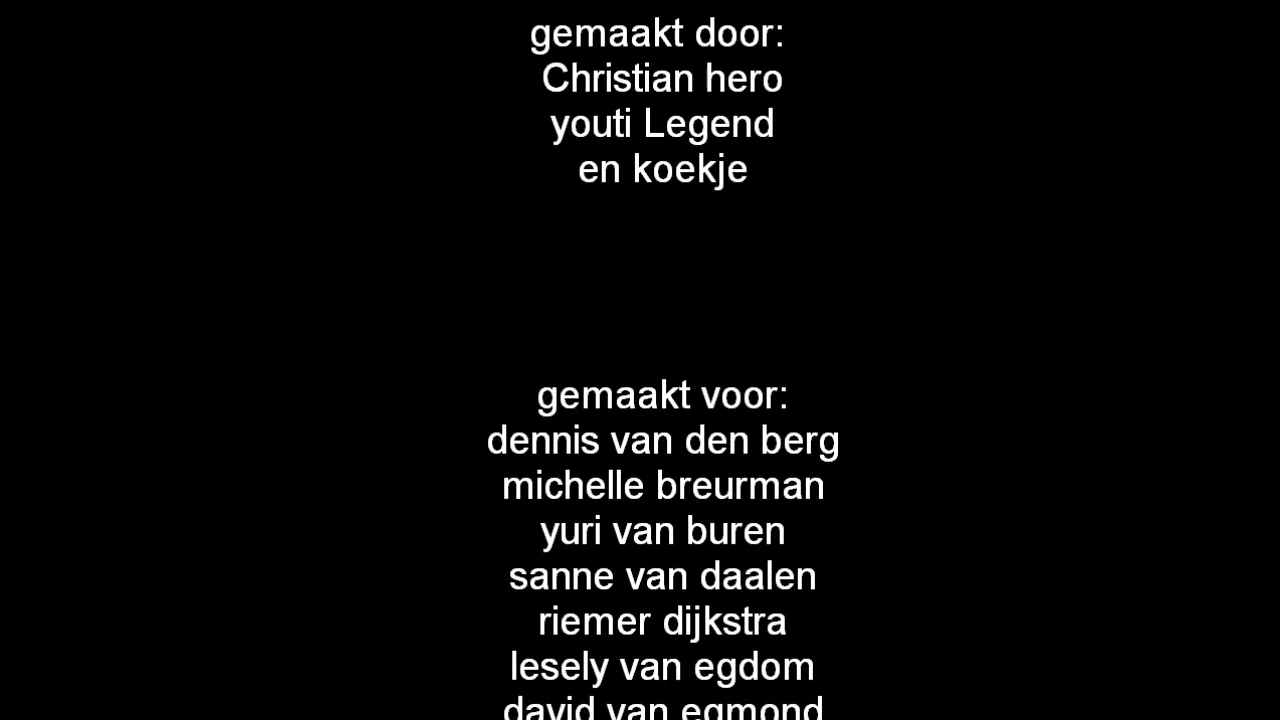 gemaakt door:
Christian hero
youti Legend
en koekje
gemaakt voor:
dennis van den berg
michelle breurman
yuri van buren
sanne van daalen
riemer dijkstra
lesely van egdom
david van egmond